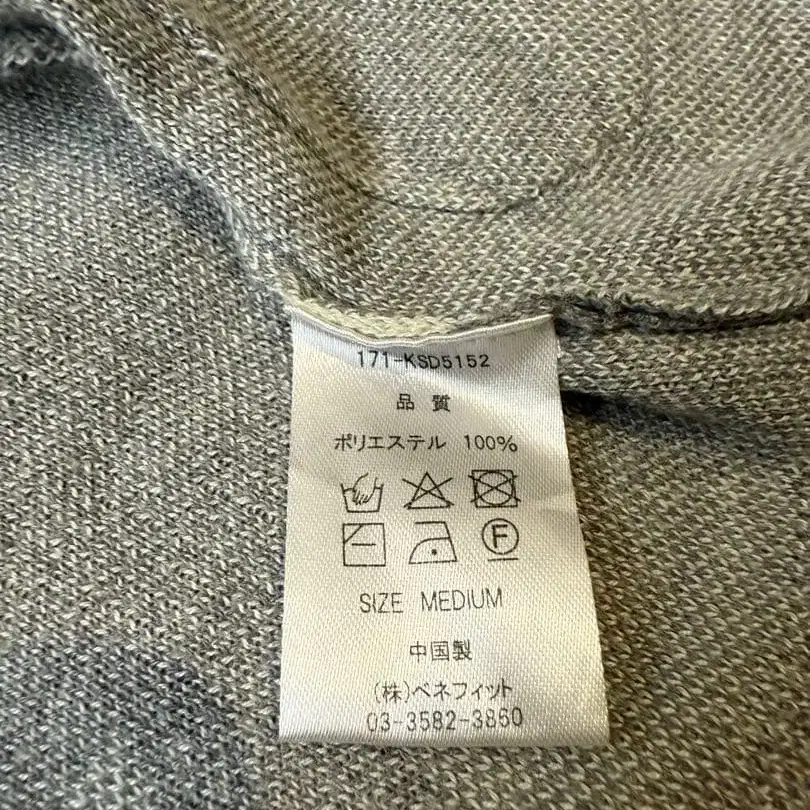 171-KSD5152
品質
ポリエステル 100%
F
SIZE MEDIUM
中国製
(株)ベネフィット
03-3582-3860